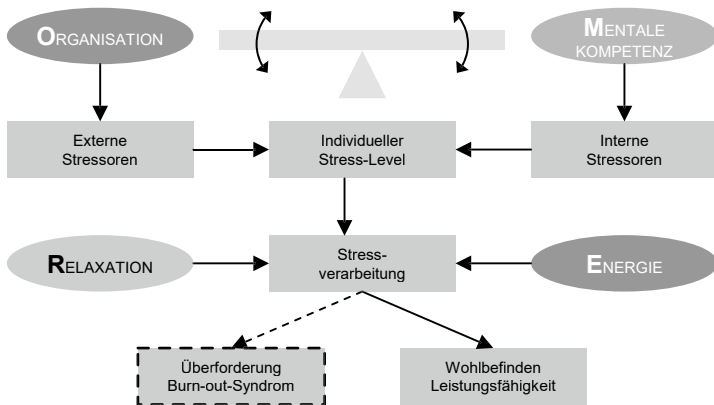 ORGANISATION
MENTALE
KOMPETENZ
Externe
Stressoren
Individueller
Stress-Level
Interne
Stressoren
RELAXATION
Stress-
verarbeitung
ENERGIE
Überforderung
Burn-out-Syndrom
Wohlbefinden
Leistungsfähigkeit